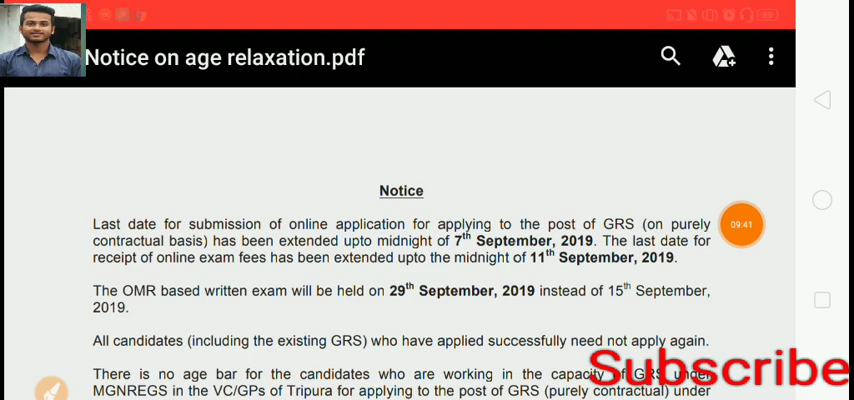 89
Notice on age relaxation.pdf
Notice
Last date for submission of online application for applying to the post of GRS (on purely
contractual basis) has been extended upto midnight of 7th September, 2019. The last date for
receipt of online exam fees has been extended upto the midnight of 11th September, 2019.
09:41
The OMR based written exam will be held on 29th September, 2019 instead of 15th September,
2019.
All candidates (including the existing GRS) who have applied successfully need not apply again.
There is no age bar for the candidates who are working in the capacity of GRS under
MGNREGS in the VC/GPs of Tripura for applying to the post of GRS (purely contractual) under
Subscribe